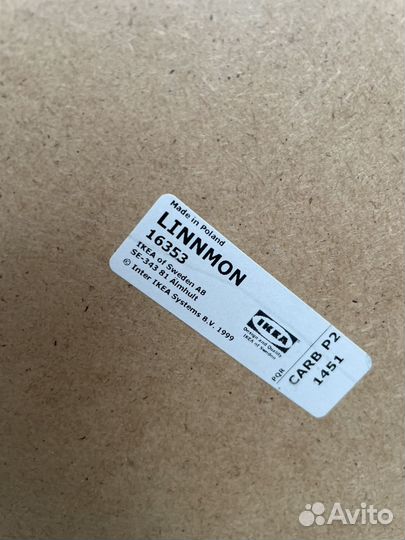 Made in Poland
LINNMON
16353
IKEA of Sweden AB
SE-343 81 Älmhult
© Inter IKEA Systems B.V. 1999
IKEA
Design and Quality
IKEA of Sweden
PQR
CARB P2
1451
Avito